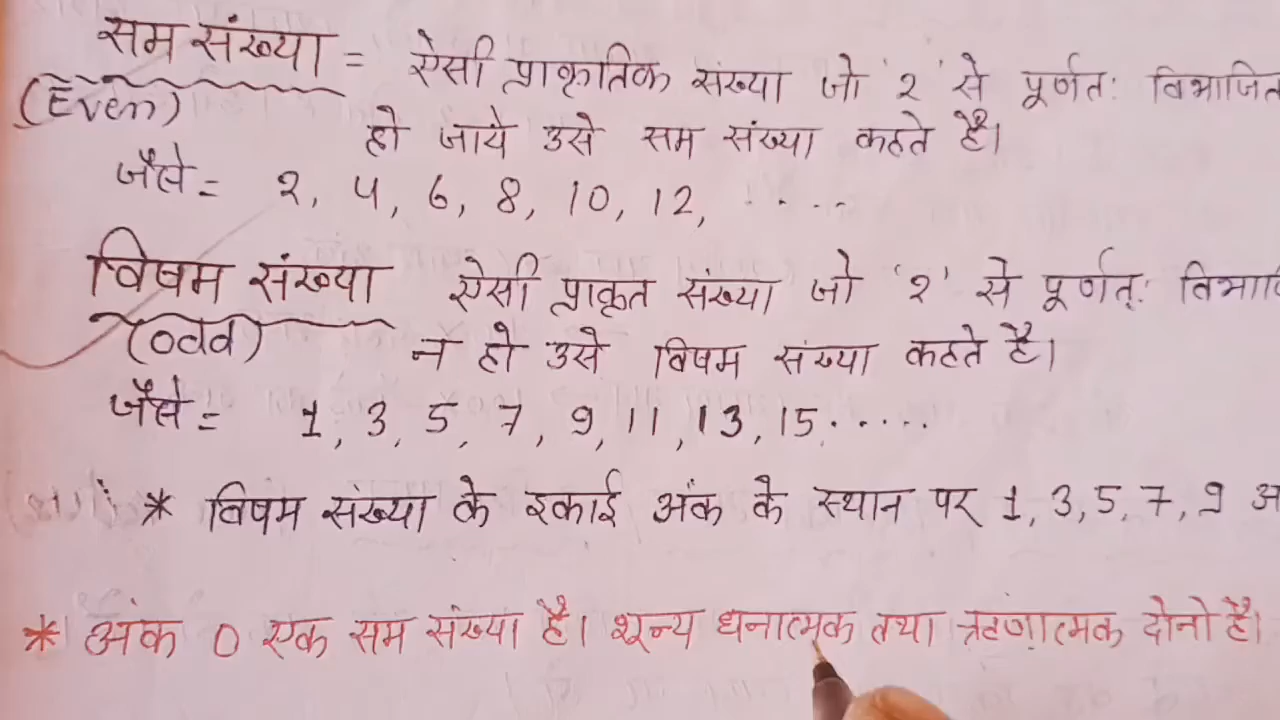 सम संख्या = ऐसी प्राकृतिक संख्या जो '2' से पूर्णत: विभाजित
(Even) हो जाये उसे सम संख्या कहते है।
जैसे = 2, 4, 6, 8, 10, 12, .....
विषम संख्या ऐसी प्राकृत संख्या जो '2' से पूर्णत: विभाजि
(odd) न हो उसे विषम संख्या कहते है।
जैसे = 1, 3, 5, 7, 9, 11, 13, 15.....
* विषम संख्या के इकाई अंक के स्थान पर 1, 3, 5, 7, 9 अ
* अंक 0 एक सम संख्या है। शून्य धनात्मक तथा ऋणात्मक दोनो है।